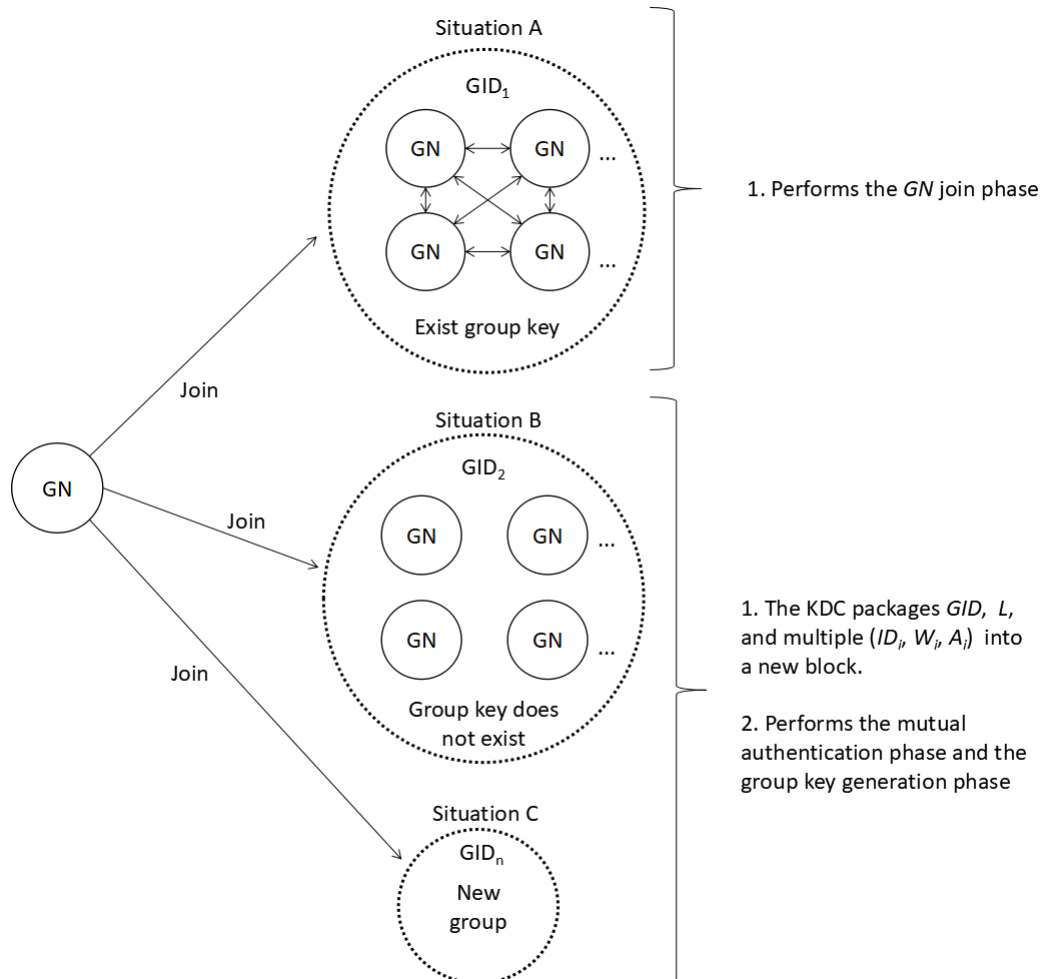 Situation A
GID₁
GN
GN
...
GN
GN
...
Exist group key
1. Performs the GN join phase
Join
GN
Join
Join
Situation B
GID₂
GN
GN
...
GN
GN
...
Group key does
not exist
1. The KDC packages GID, L,
and multiple (IDᵢ, Wᵢ, Aᵢ) into
a new block.
2. Performs the mutual
authentication phase and the
group key generation phase
Situation C
GIDₙ
New
group